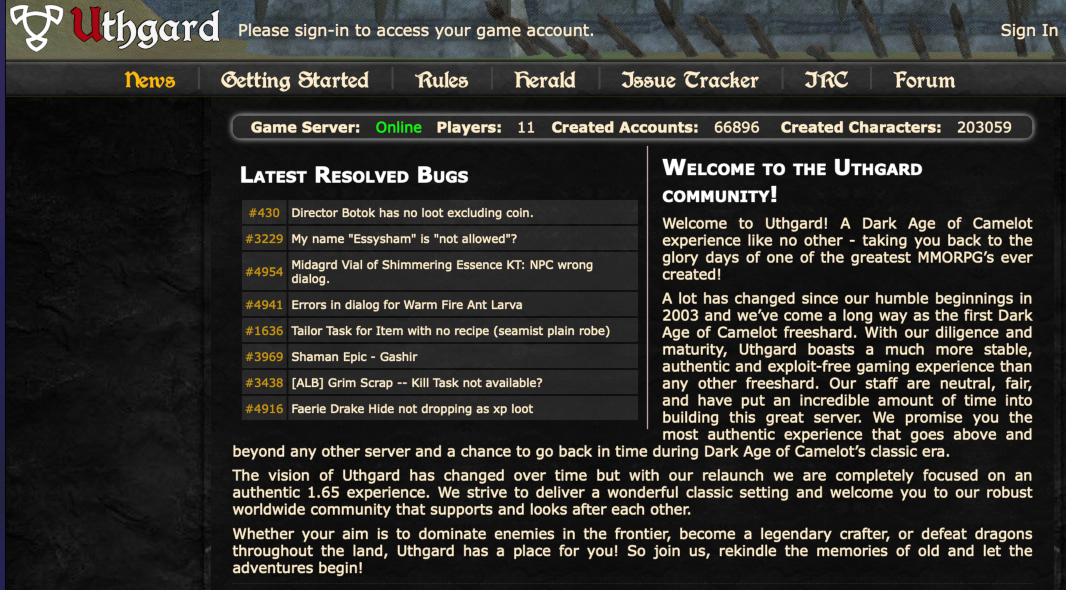 Uthgard
Please sign-in to access your game account.
Sign In
News
Getting Started
Rules
Herald
Issue Tracker
IRC
Forum
Game Server: Online Players: 11 Created Accounts: 66896 Created Characters: 203059
Latest Resolved Bugs
#430 Director Botok has no loot excluding coin.
#3229 My name "Essysham" is "not allowed"?
#4954 Midagrd Vial of Shimmering Essence KT: NPC wrong
dialog.
#4941 Errors in dialog for Warm Fire Ant Larva
#1636 Tailor Task for Item with no recipe (seamist plain robe)
#3969 Shaman Epic - Gashir
#3438 [ALB] Grim Scrap -- Kill Task not available?
#4916 Faerie Drake Hide not dropping as xp loot
Welcome to the Uthgard
community!
Welcome to Uthgard! A Dark Age of Camelot
experience like no other - taking you back to the
glory days of one of the greatest MMORPG's ever
created!
A lot has changed since our humble beginnings in
2003 and we've come a long way as the first Dark
Age of Camelot freeshard. With our diligence and
maturity, Uthgard boasts a much more stable,
authentic and exploit-free gaming experience than
any other freeshard. Our staff are neutral, fair,
and have put an incredible amount of time into
building this great server. We promise you the
most authentic experience that goes above and
beyond any other server and a chance to go back in time during Dark Age of Camelot's classic era.
The vision of Uthgard has changed over time but with our relaunch we are completely focused on an
authentic 1.65 experience. We strive to deliver a wonderful classic setting and welcome you to our robust
worldwide community that supports and looks after each other.
Whether your aim is to dominate enemies in the frontier, become a legendary crafter, or defeat dragons
throughout the land, Uthgard has a place for you! So join us, rekindle the memories of old and let the
adventures begin!